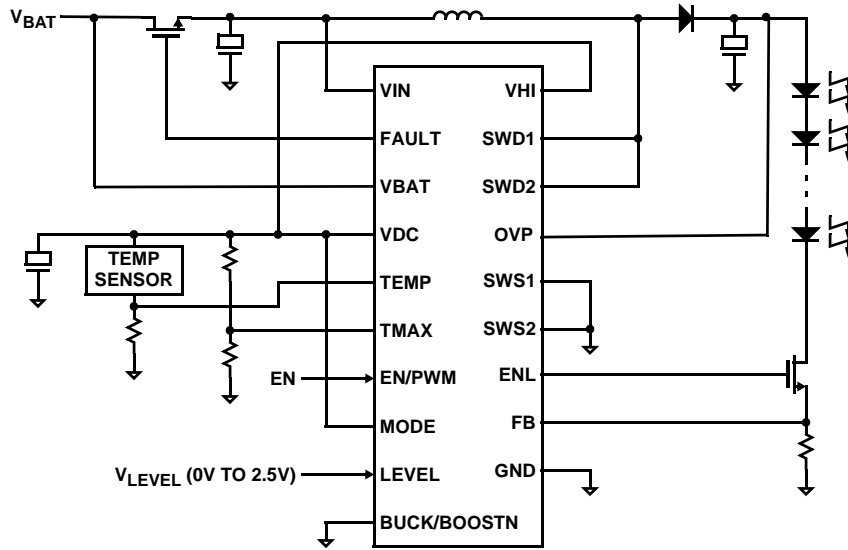 VBAT
VIN VHI
FAULT SWD1
VBAT SWD2
VDC OVP
TEMP SENSOR
TEMP SWS1
TMAX SWS2
EN EN/PWM ENL
MODE FB
VLEVEL (0V TO 2.5V) LEVEL GND
BUCK/BOOSTN